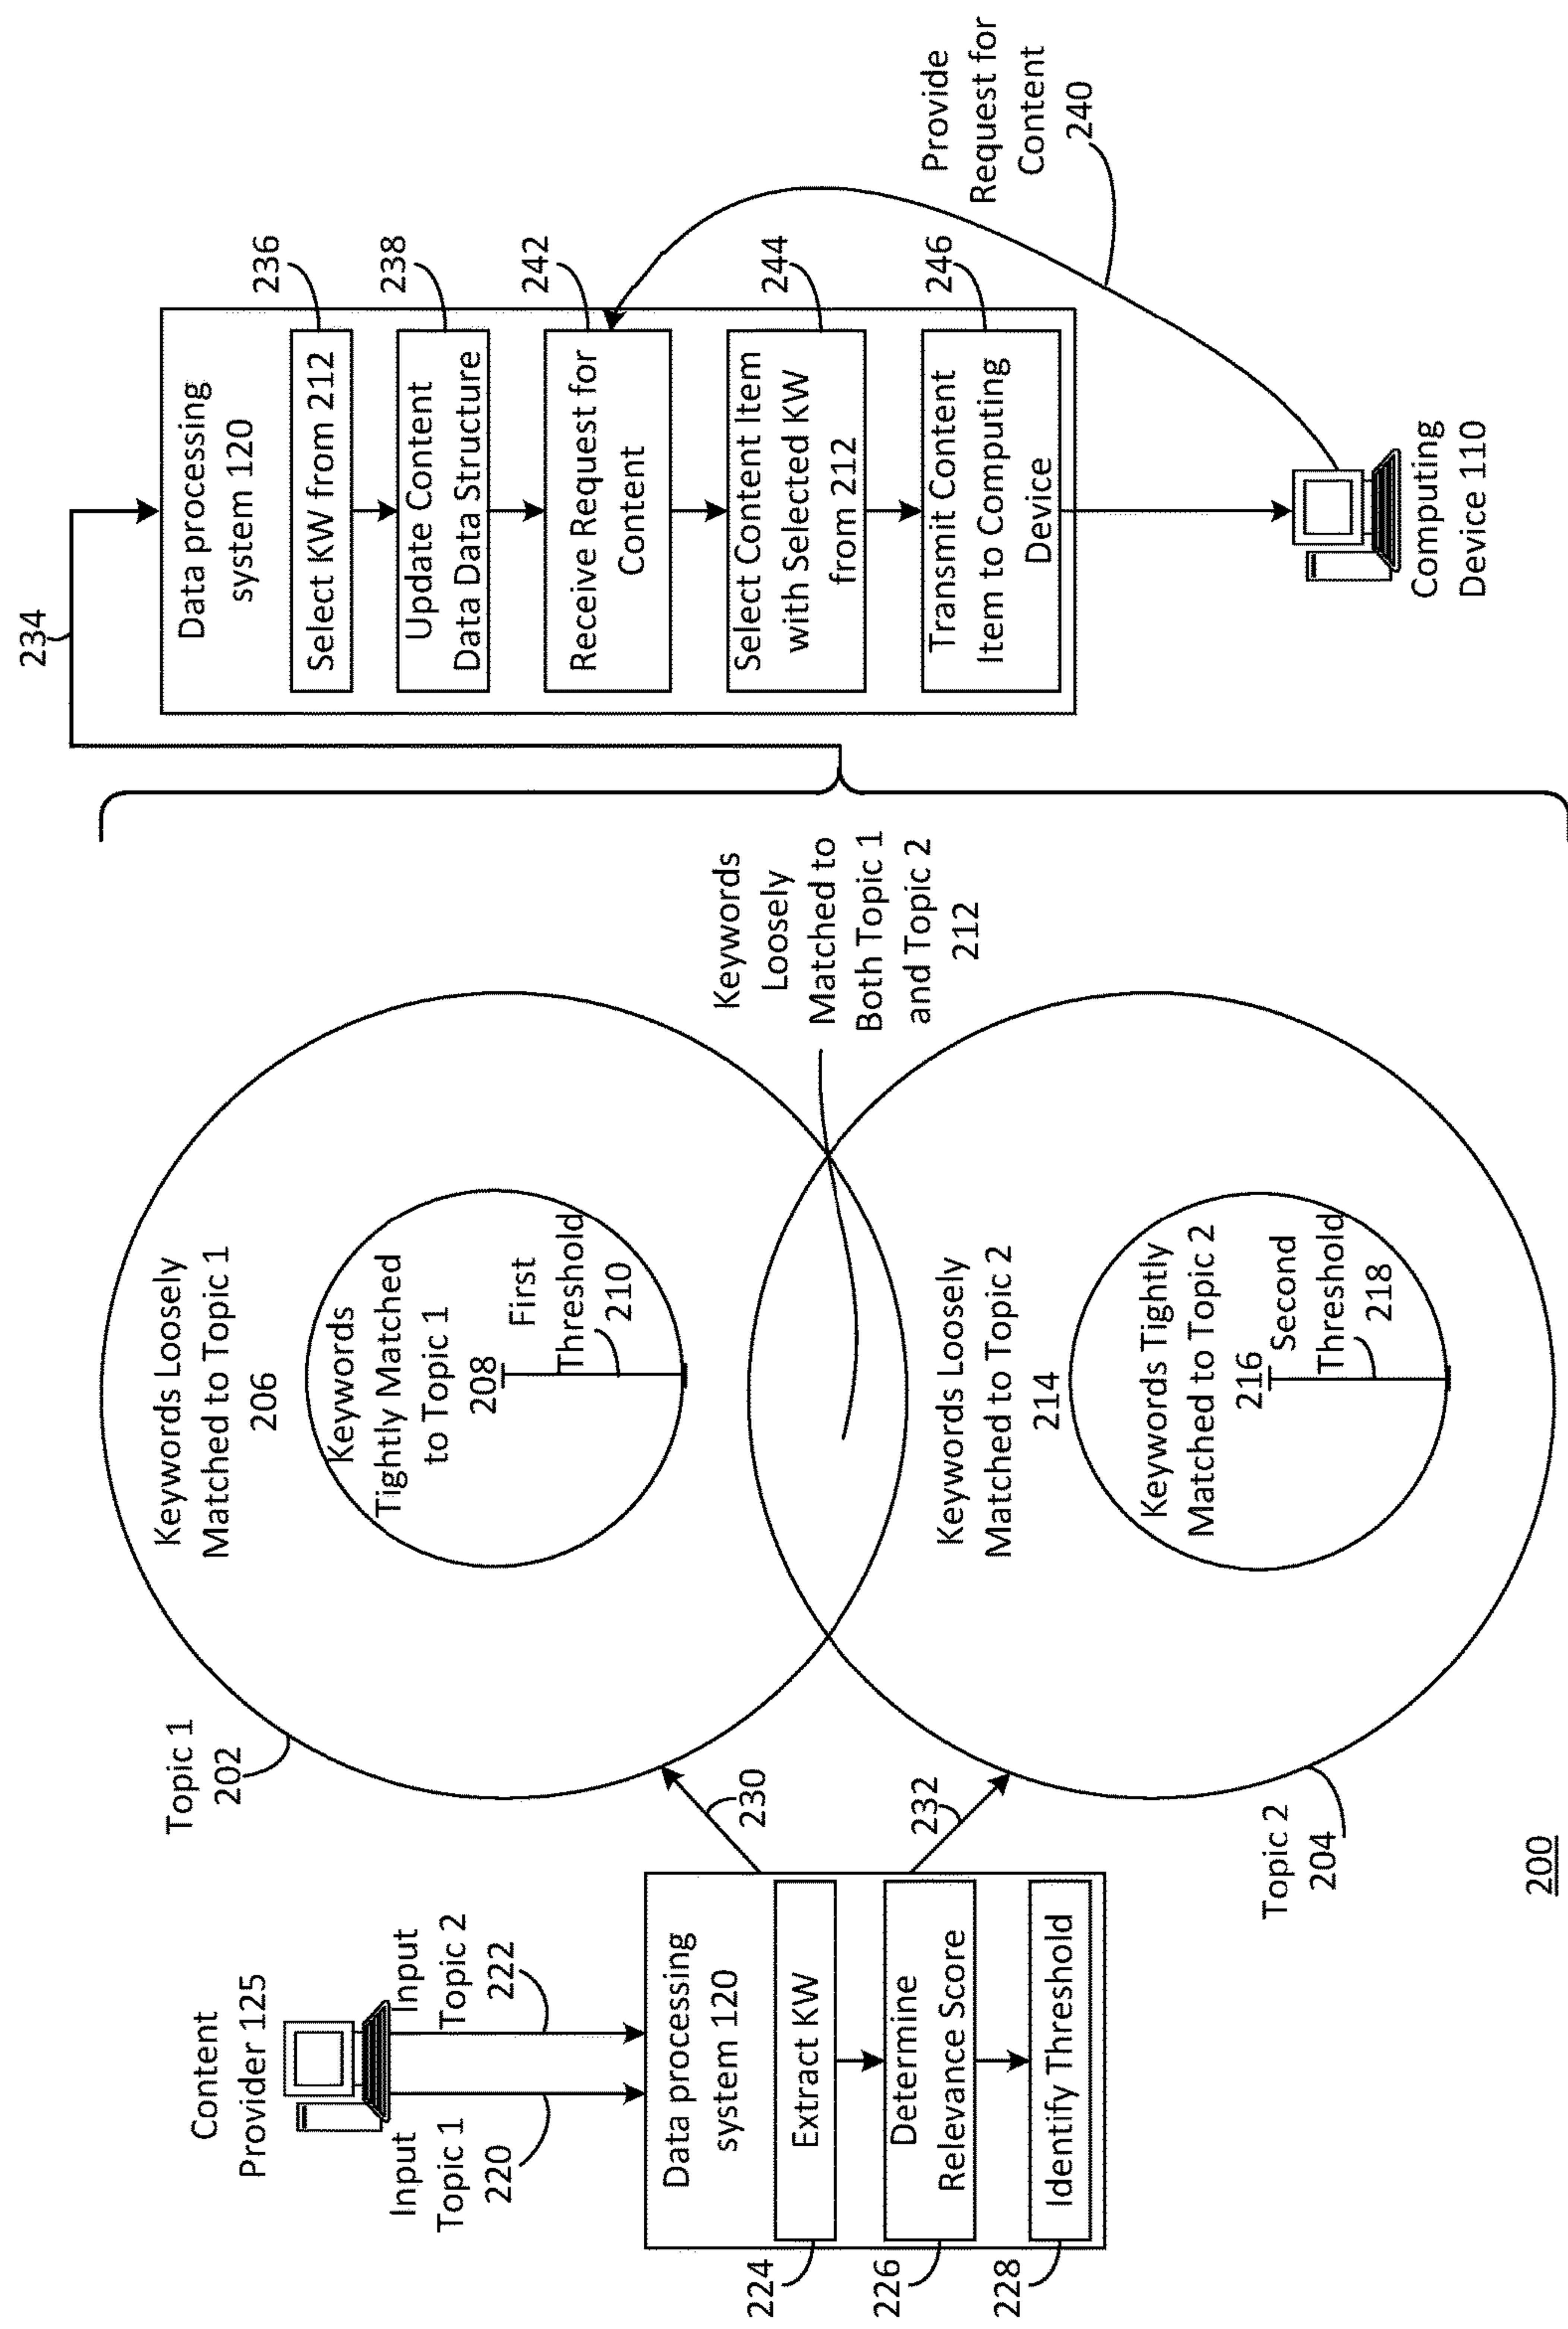 Content
Provider 125
Input
Topic 1
220
Input
Topic 2
222
Data processing
system 120
Extract KW
224
Determine
Relevance Score
226
Identify Threshold
228
230
232
Topic 1
202
Keywords Loosely
Matched to Topic 1
206
Keywords
Tightly Matched
to Topic 1
208
First
Threshold
210
Keywords
Loosely
Matched to
Both Topic 1
and Topic 2
212
Keywords Loosely
Matched to Topic 2
214
Keywords Tightly
Matched to Topic 2
216
Second
Threshold
218
Topic 2
204
234
Data processing
system 120
Select KW from 212
236
Update Content
Data Data Structure
238
Receive Request for
Content
242
Select Content Item
with Selected KW
from 212
244
Transmit Content
Item to Computing
Device
246
Provide
Request for
Content
240
Computing
Device 110
200